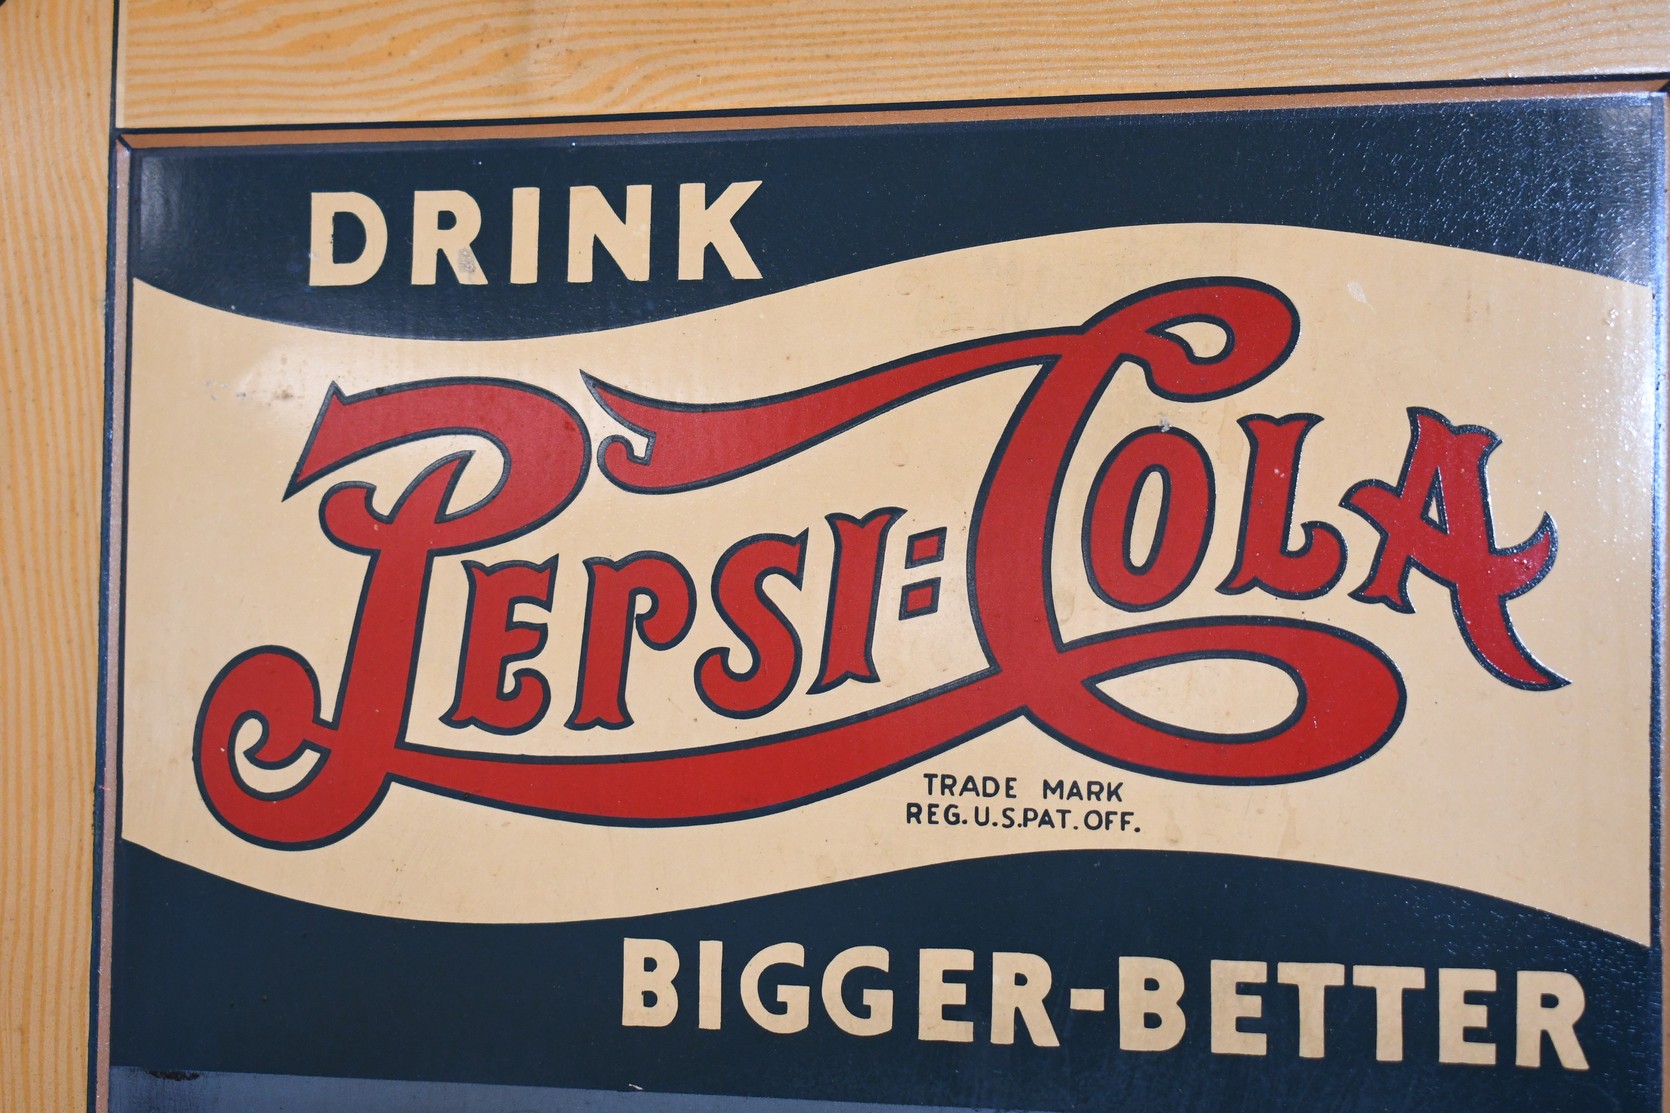 DRINK
PEPSI:COLA
TRADE MARK
REG.U.S.PAT.OFF.
BIGGER-BETTER